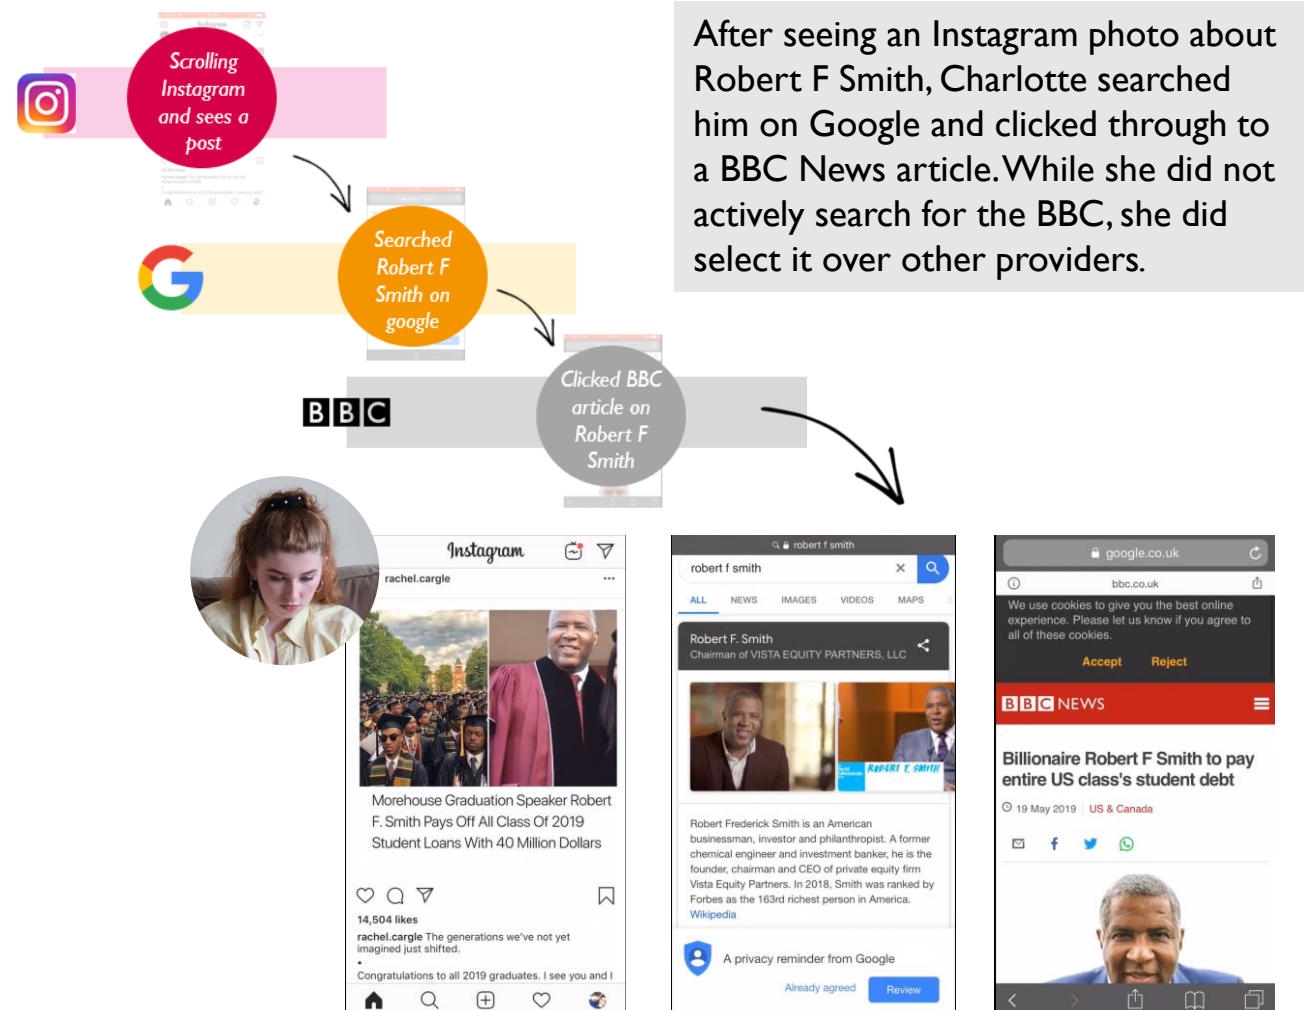 After seeing an Instagram photo about
Robert F Smith, Charlotte searched
him on Google and clicked through to
a BBC News article. While she did not
actively search for the BBC, she did
select it over other providers.
Scrolling
Instagram
and sees a
post
Searched
Robert F
Smith on
google
BBC
Clicked BBC
article on
Robert F
Smith
Instagram
rachel.cargle
Morehouse Graduation Speaker Robert
F. Smith Pays Off All Class Of 2019
Student Loans With 40 Million Dollars
14,504 likes
rachel.cargle The generations we've not yet
imagined just shifted.
•
Congratulations to all 2019 graduates. I see you and I
robert f smith
robert f smith
ALL NEWS IMAGES VIDEOS MAPS
Robert F. Smith
Chairman of VISTA EQUITY PARTNERS, LLC
ROBERT F. SMITH
Robert Frederick Smith is an American
businessman, investor and philanthropist. A former
chemical engineer and investment banker, he is the
founder, chairman and CEO of private equity firm
Vista Equity Partners. In 2018, Smith was ranked by
Forbes as the 163rd richest person in America.
Wikipedia
A privacy reminder from Google
Already agreed Review
google.co.uk
bbc.co.uk
We use cookies to give you the best online
experience. Please let us know if you agree to
all of these cookies.
Accept Reject
BBC NEWS
Billionaire Robert F Smith to pay
entire US class's student debt
19 May 2019 US & Canada